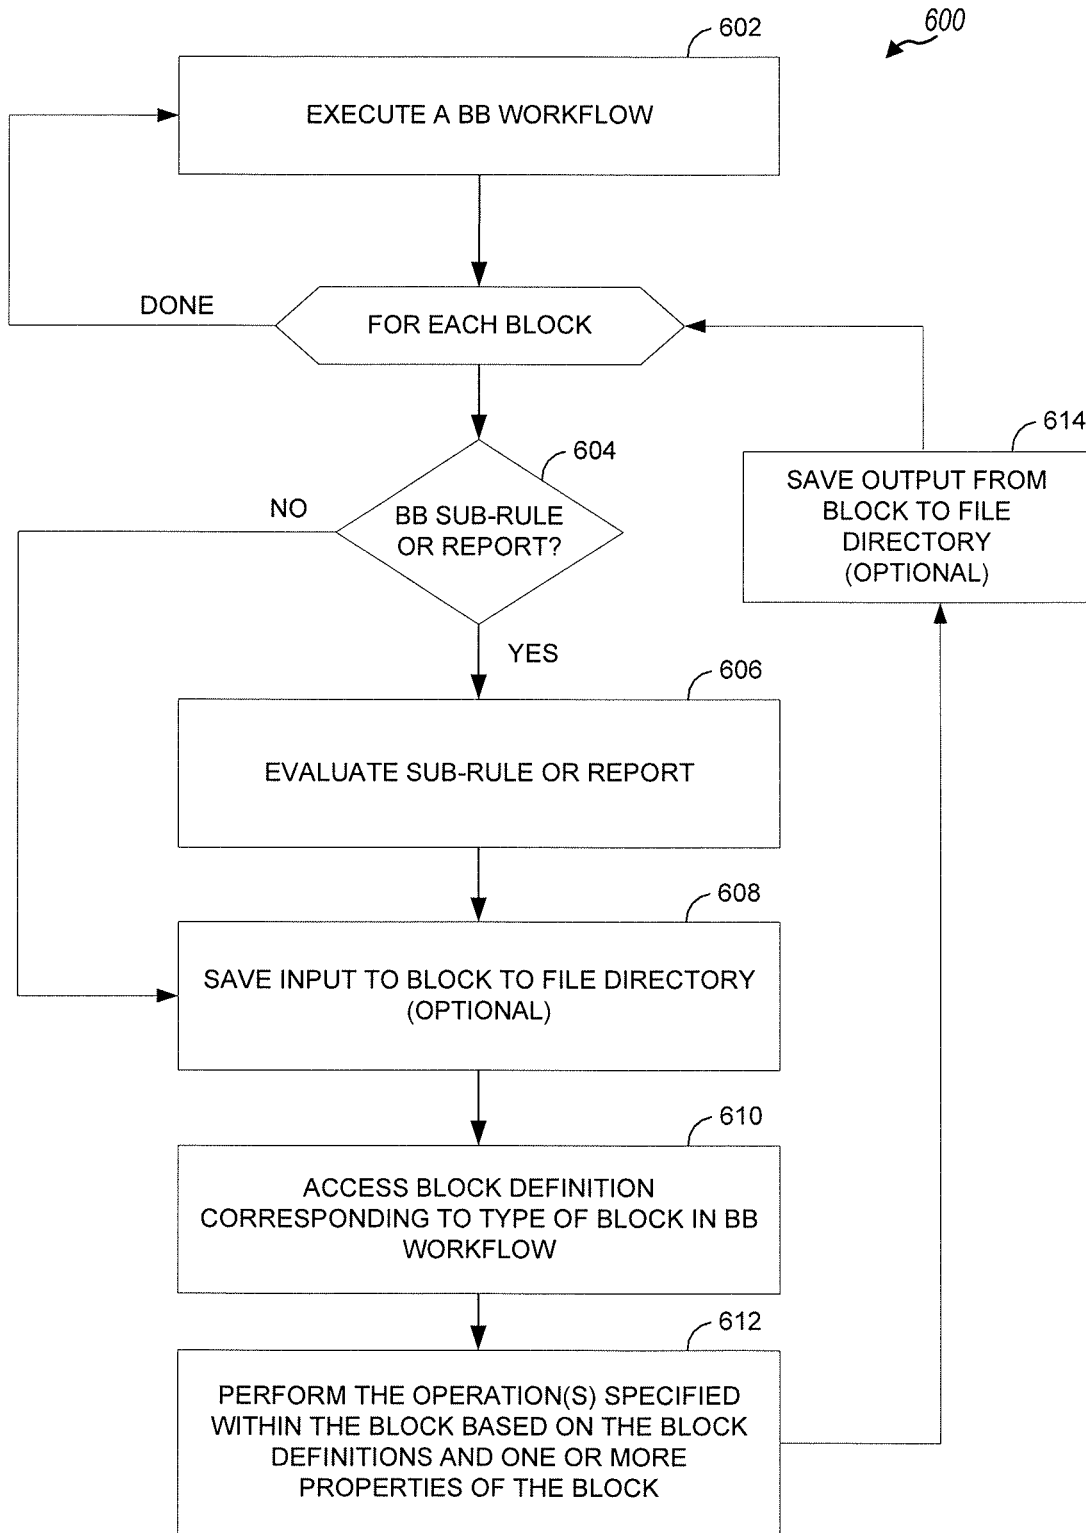 600
602
EXECUTE A BB WORKFLOW
DONE
FOR EACH BLOCK
604
NO
BB SUB-RULE
OR REPORT?
YES
606
EVALUATE SUB-RULE OR REPORT
608
SAVE INPUT TO BLOCK TO FILE DIRECTORY
(OPTIONAL)
610
ACCESS BLOCK DEFINITION
CORRESPONDING TO TYPE OF BLOCK IN BB
WORKFLOW
612
PERFORM THE OPERATION(S) SPECIFIED
WITHIN THE BLOCK BASED ON THE BLOCK
DEFINITIONS AND ONE OR MORE
PROPERTIES OF THE BLOCK
614
SAVE OUTPUT FROM
BLOCK TO FILE
DIRECTORY
(OPTIONAL)